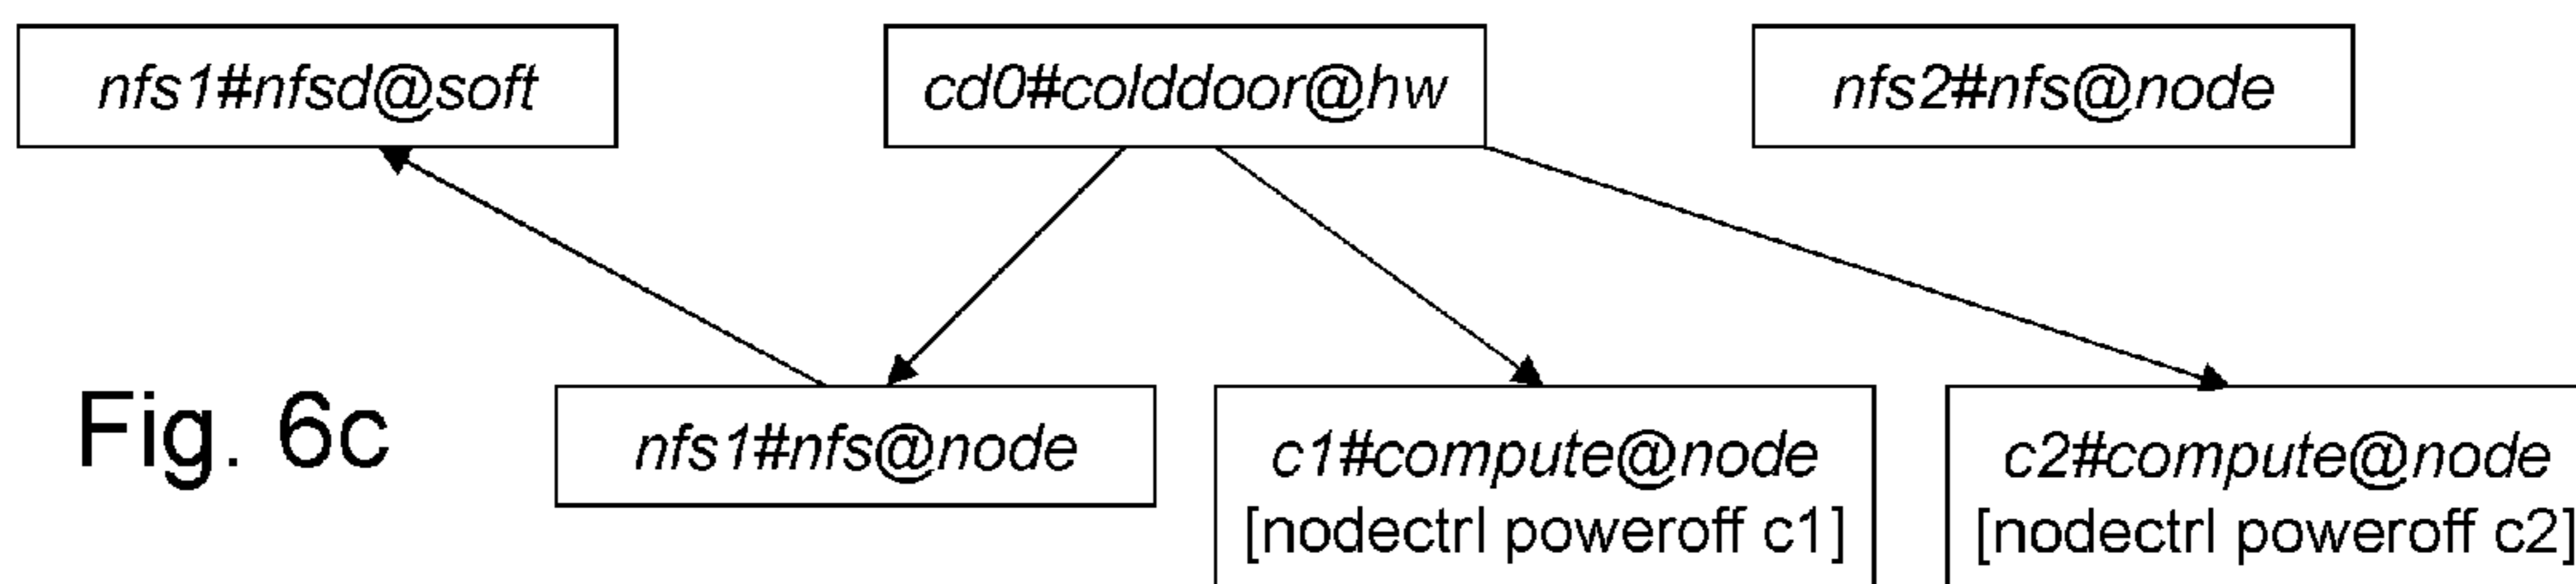 nfs1#nfsd@soft
cd0#colddoor@hw
nfs2#nfs@node
Fig. 6c
nfs1#nfs@node
c1#compute@node
[nodectrl poweroff c1]
c2#compute@node
[nodectrl poweroff c2]